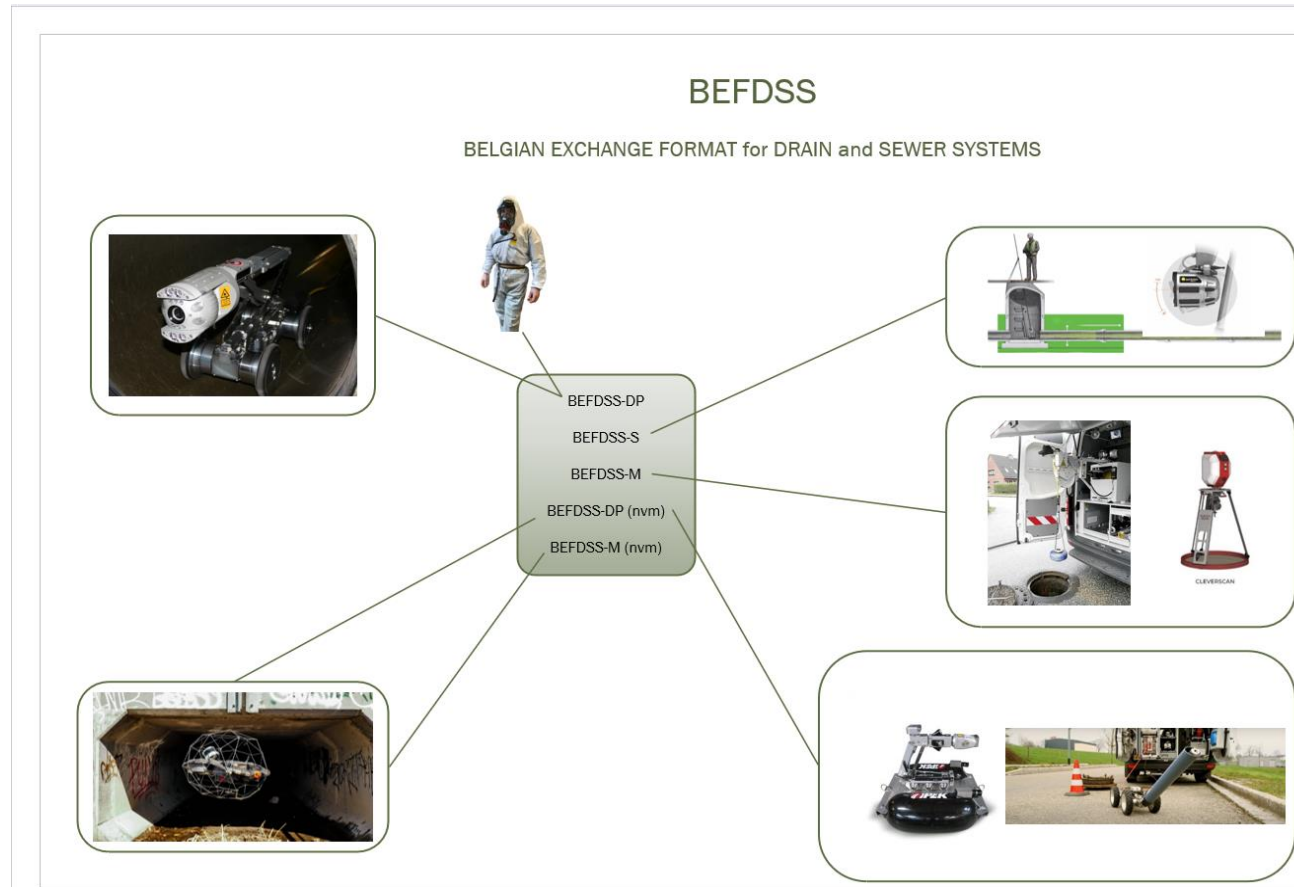 BEFDSS
BELGIAN EXCHANGE FORMAT for DRAIN and SEWER SYSTEMS
BEFDSS-DP
BEFDSS-S
BEFDSS-M
BEFDSS-DP (nvm)
BEFDSS-M (nvm)
CLEVERSCAN
IPEK